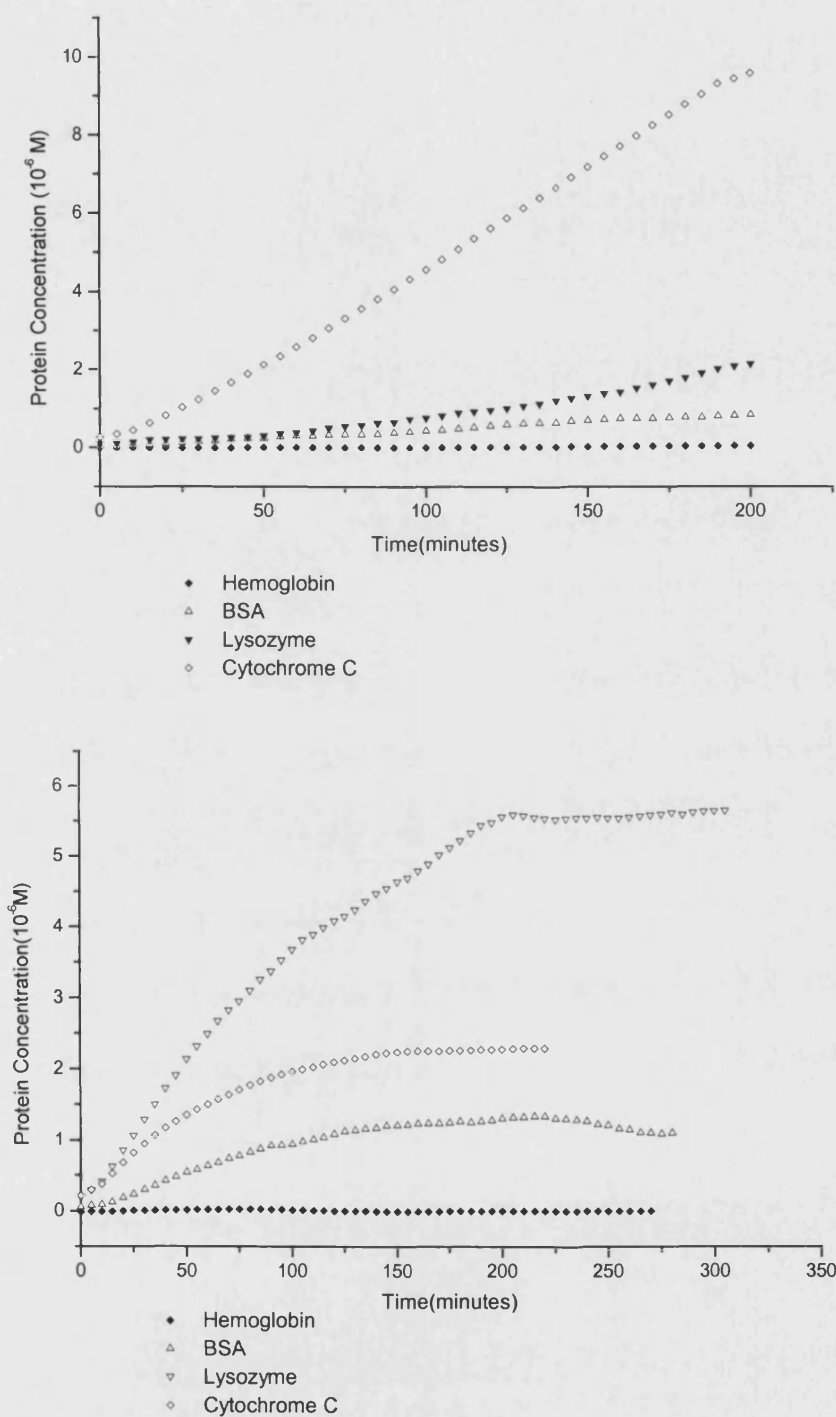 Protein Concentration (10⁻⁶ M)
10
8
6
4
2
0
0 50 100 150 200
Time(minutes)
Hemoglobin
BSA
Lysozyme
Cytochrome C
Protein Concentration(10⁻⁶M)
6
5
4
3
2
1
0
0 50 100 150 200 250 300 350
Time(minutes)
Hemoglobin
BSA
Lysozyme
Cytochrome C